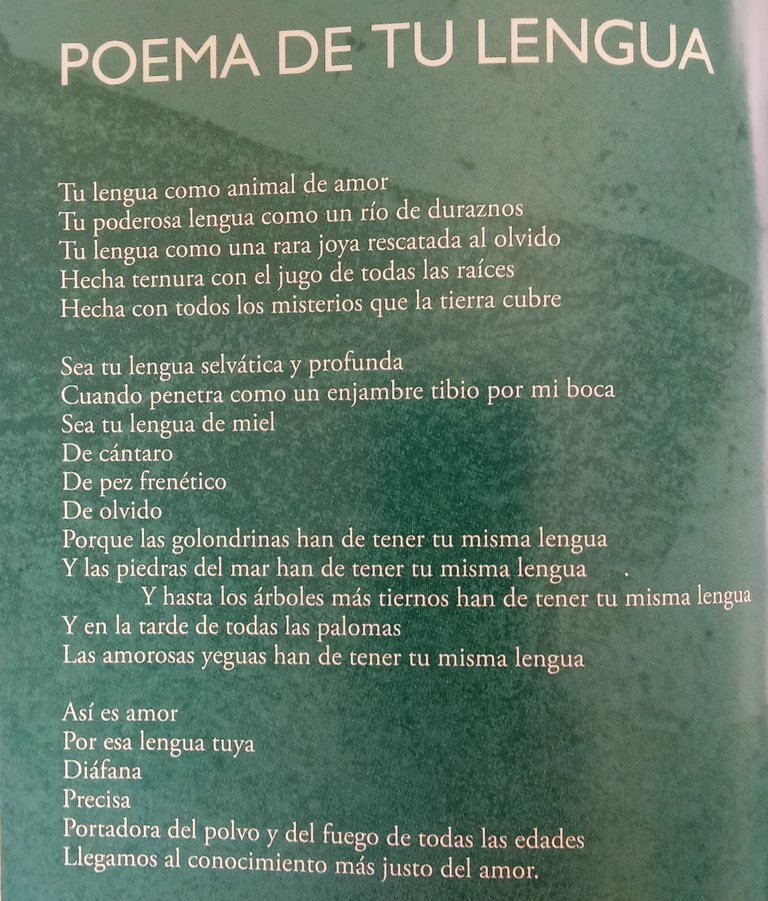 POEMA DE TU LENGUA
Tu lengua como animal de amor
Tu poderosa lengua como un río de duraznos
Tu lengua como una rara joya rescatada al olvido
Hecha ternura con el jugo de todas las raíces
Hecha con todos los misterios que la tierra cubre
Sea tu lengua selvática y profunda
Cuando penetra como un enjambre tibio por mi boca
Sea tu lengua de miel
De cántaro
De pez frenético
De olvido
Porque las golondrinas han de tener tu misma lengua
Y las piedras del mar han de tener tu misma lengua
Y hasta los árboles más tiernos han de tener tu misma lengua
Y en la tarde de todas las palomas
Las amorosas yeguas han de tener tu misma lengua
Así es amor
Por esa lengua tuya
Diáfana
Precisa
Portadora del polvo y del fuego de todas las edades
Llegamos al conocimiento más justo del amor.